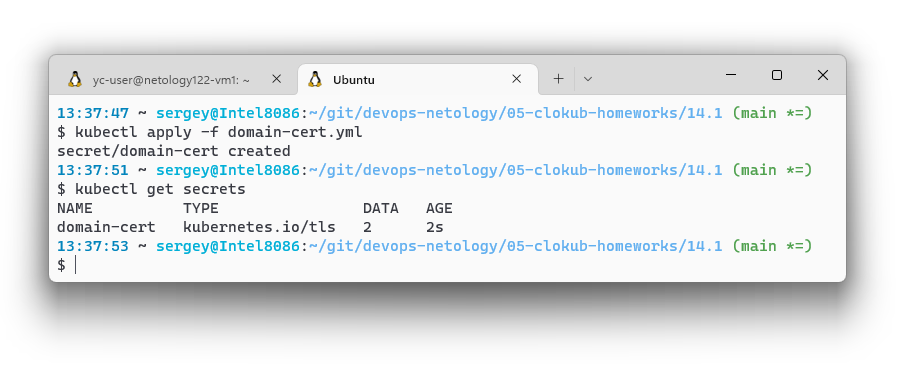 yc-user@netology122-vm1: ~
Ubuntu
13:37:47 ~ sergey@Intel8086:~/git/devops-netology/05-clokub-homeworks/14.1 (main *=)
$ kubectl apply -f domain-cert.yml
secret/domain-cert created
13:37:51 ~ sergey@Intel8086:~/git/devops-netology/05-clokub-homeworks/14.1 (main *=)
$ kubectl get secrets
NAME          TYPE                DATA   AGE
domain-cert   kubernetes.io/tls   2      2s
13:37:53 ~ sergey@Intel8086:~/git/devops-netology/05-clokub-homeworks/14.1 (main *=)
$